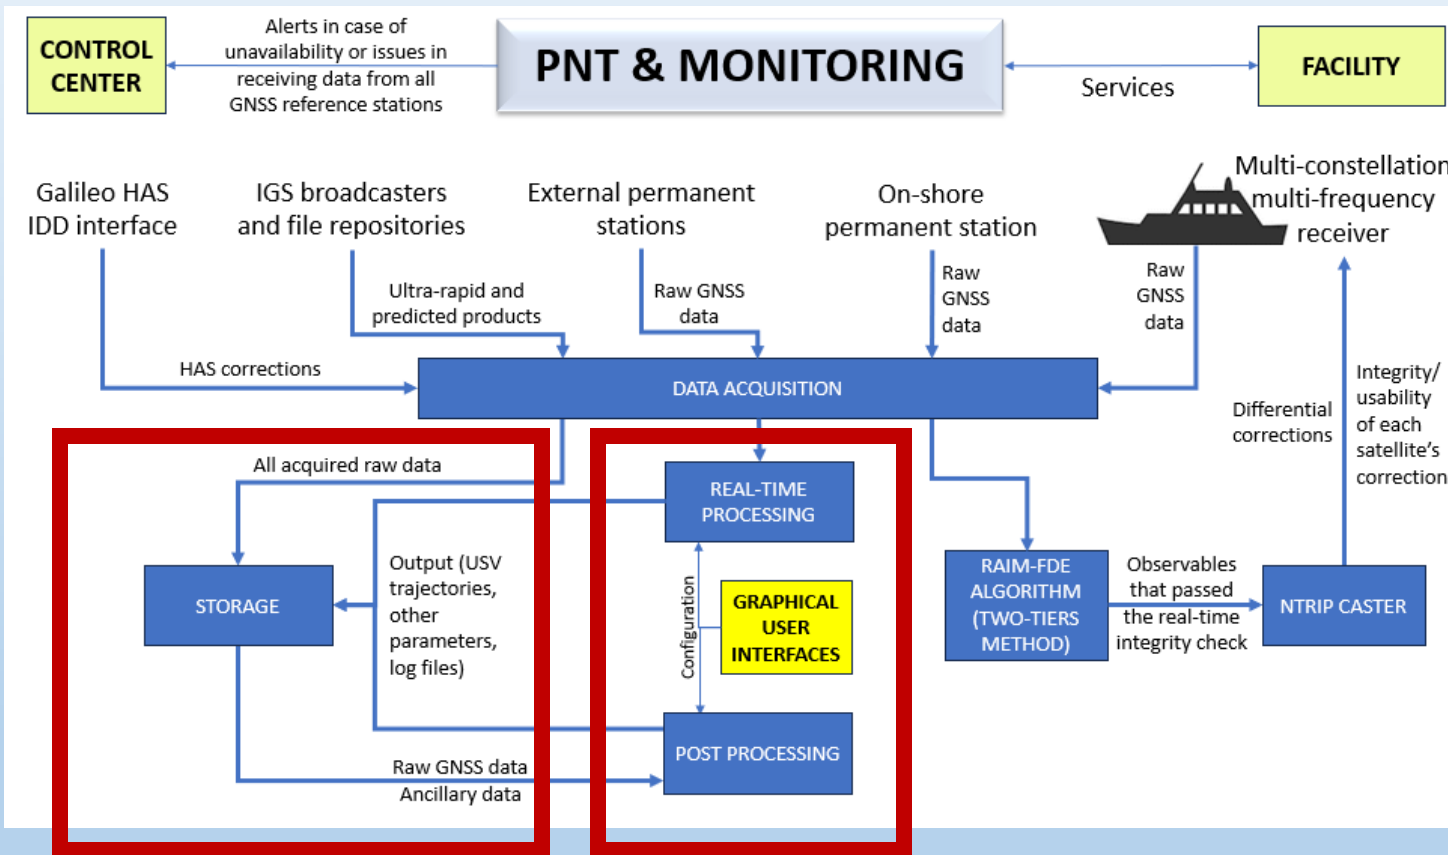 CONTROL
CENTER
Alerts in case of
unavailability or issues in
receiving data from all
GNSS reference stations
PNT & MONITORING
Services
FACILITY
Galileo HAS
IDD interface
IGS broadcasters
and file repositories
External permanent
stations
On-shore
permanent station
Multi-constellation
multi-frequency
receiver
Ultra-rapid and
predicted products
Raw GNSS
data
Raw
GNSS
data
Raw
GNSS
data
HAS corrections
DATA ACQUISITION
Differential
corrections
Integrity/
usability
of each
satellite's
correction
All acquired raw data
REAL-TIME
PROCESSING
Output (USV
trajectories,
other
parameters,
log files)
STORAGE
Configuration
GRAPHICAL
USER
INTERFACES
RAIM-FDE
ALGORITHM
(TWO-TIERS
METHOD)
Observables
that passed
the real-time
integrity check
NTRIP CASTER
POST PROCESSING
Raw GNSS data
Ancillary data